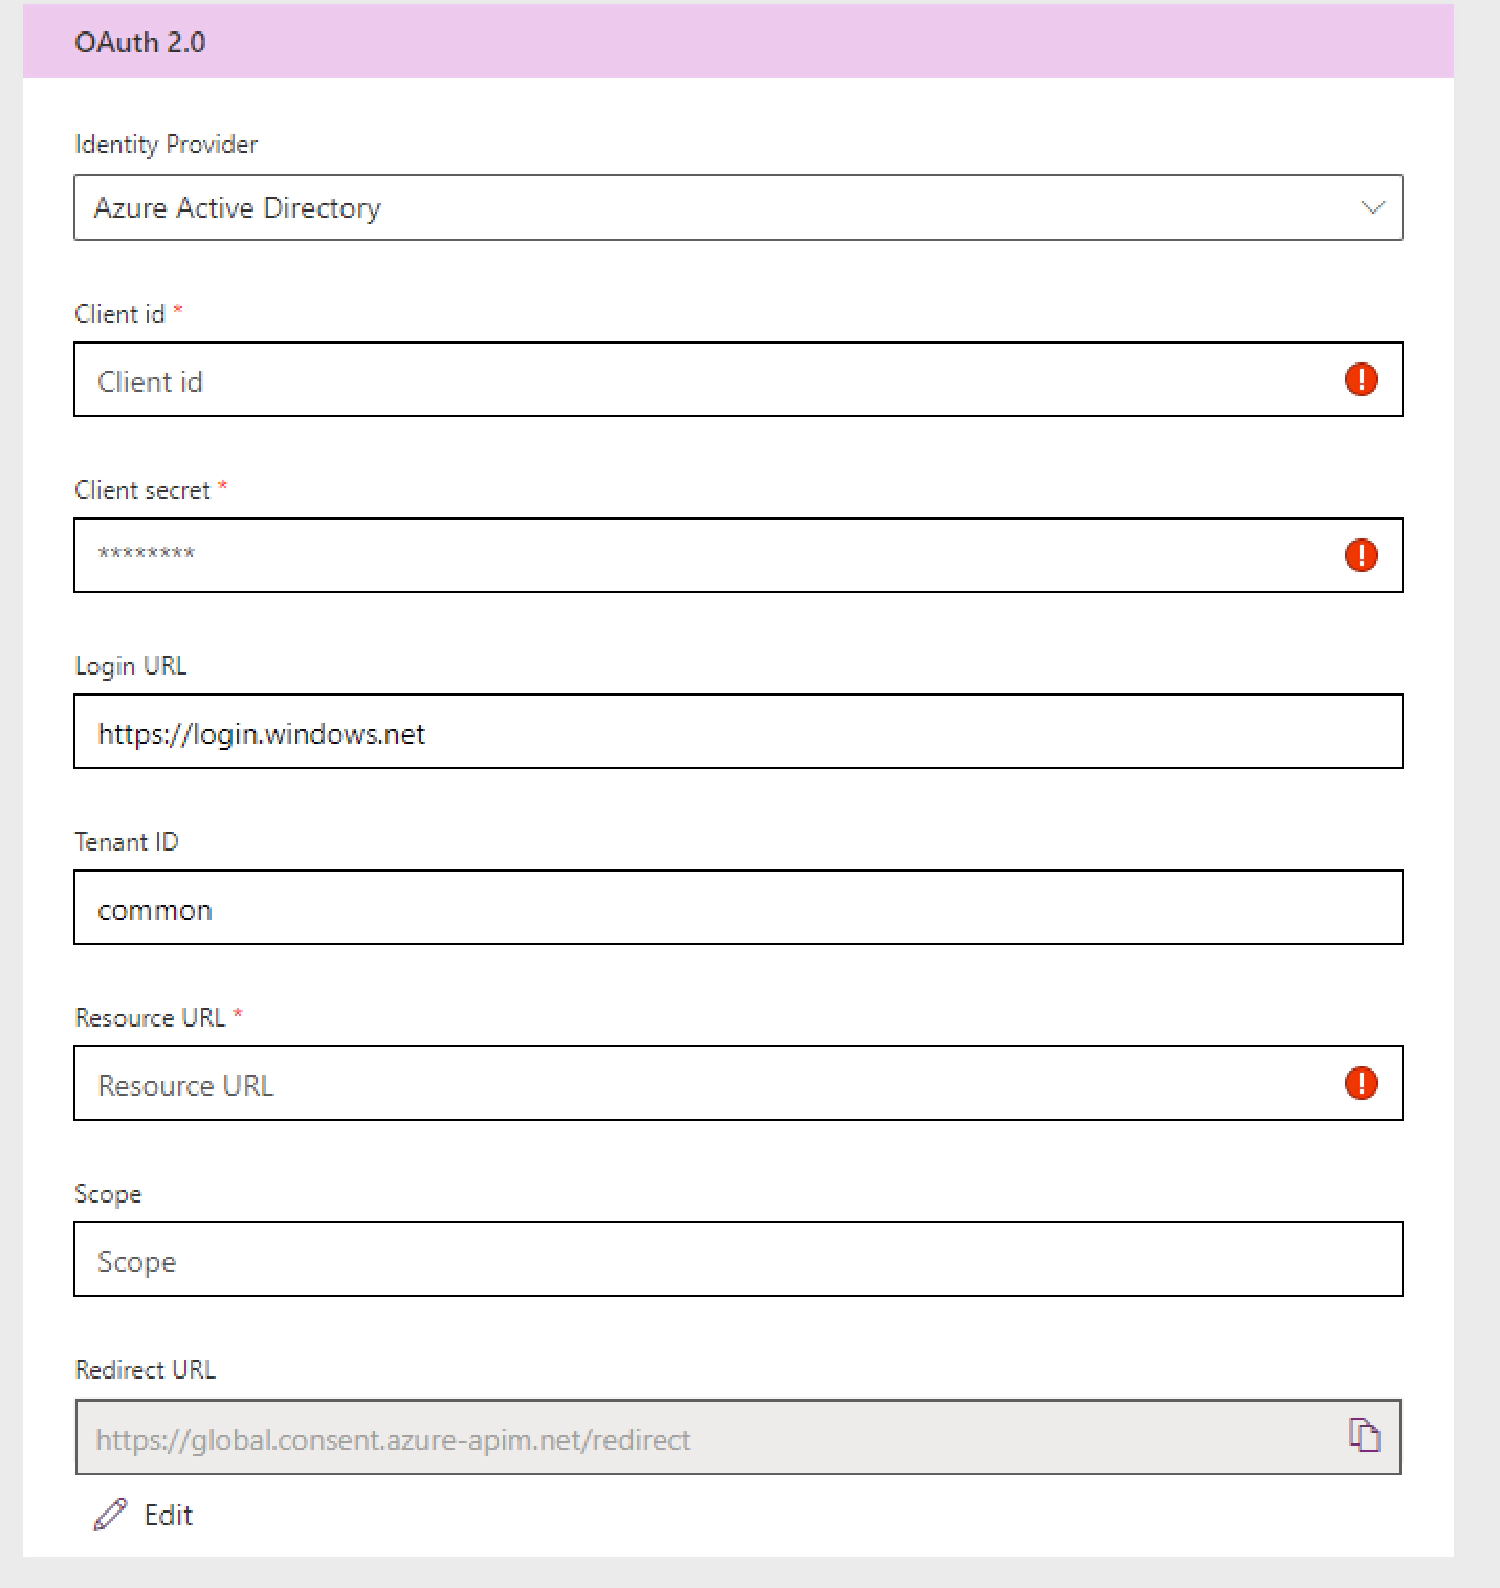 OAuth 2.0
Identity Provider
Azure Active Directory
Client id *
Client id
Client secret *
********
Login URL
https://login.windows.net
Tenant ID
common
Resource URL *
Resource URL
Scope
Scope
Redirect URL
https://global.consent.azure-apim.net/redirect
Edit